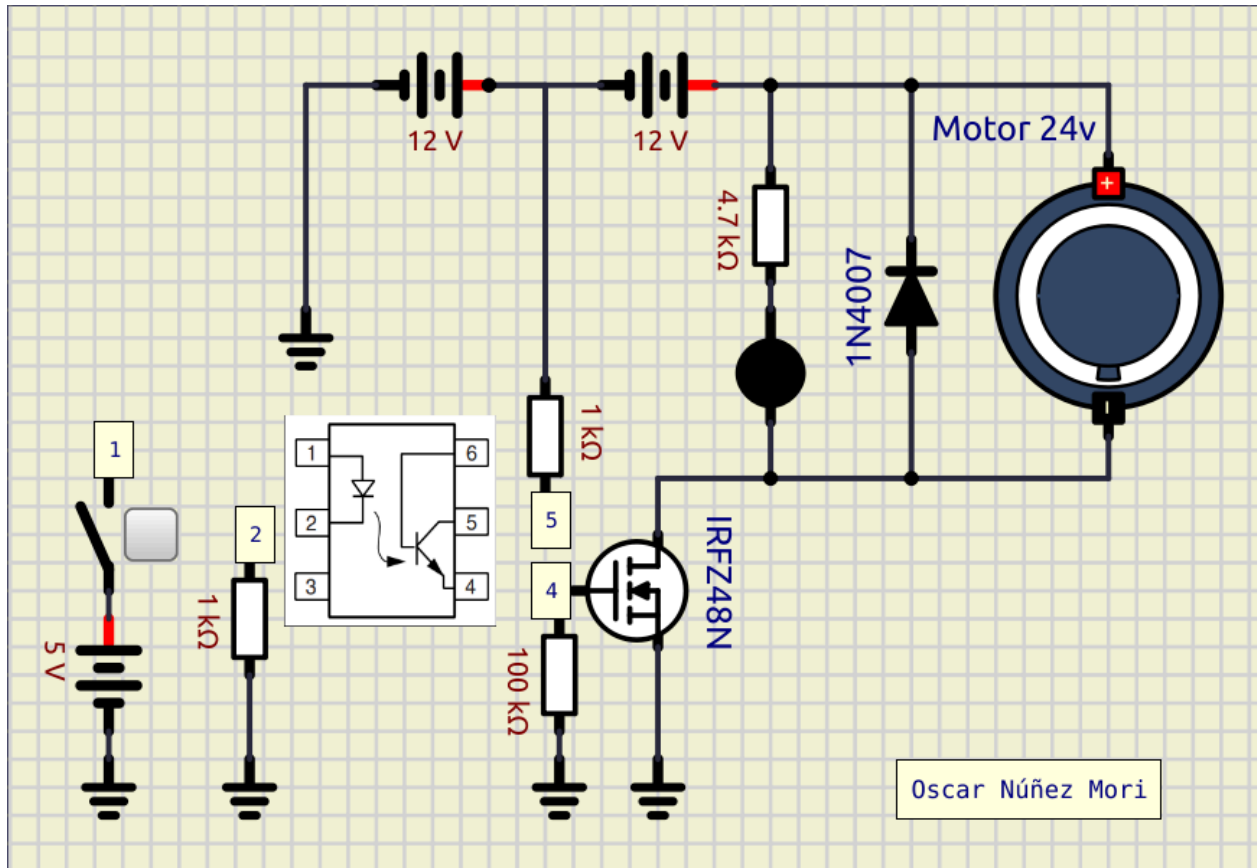 12 V
12 V
Motor 24v
+
4.7 kΩ
1N4007
1 kΩ
1
2
1
2
3
6
5
4
5
4
IRFZ48N
1 kΩ
5 V
100 kΩ
Oscar Núñez Mori